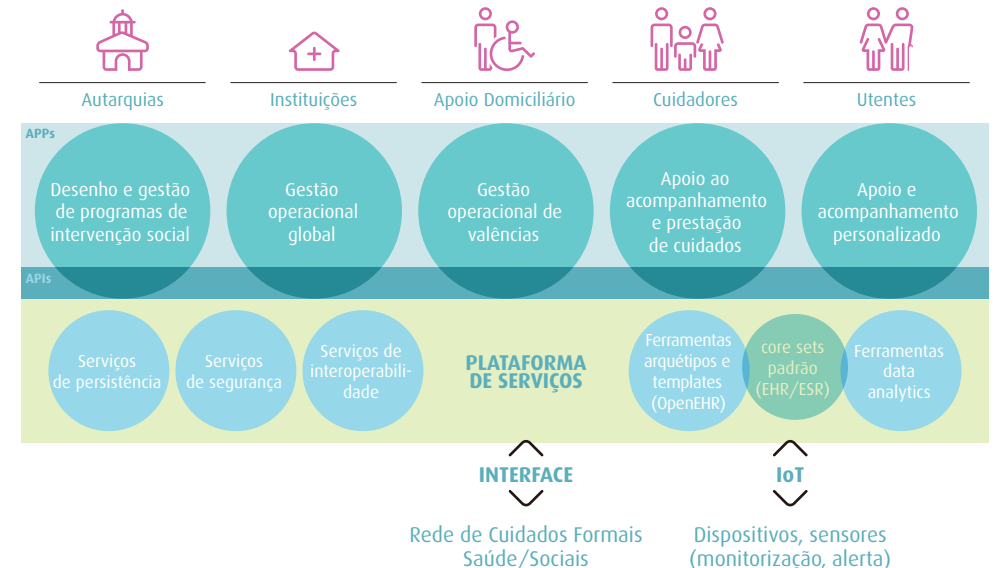 Autarquias
Instituições
Apoio Domiciliário
Cuidadores
Utentes
APPs
Desenho e gestão
de programas de
intervenção social
Gestão
operacional
global
Gestão
operacional de
valências
Apoio ao
acompanhamento
e prestação
de cuidados
Apoio e
acompanhamento
personalizado
APIs
Serviços
de persistência
Serviços
de segurança
Serviços de
interoperabili-
dade
PLATAFORMA
DE SERVIÇOS
Ferramentas
arquétipos e
templates
(OpenEHR)
core sets
padrão
(EHR/ESR)
Ferramentas
data
analytics
INTERFACE
IoT
Rede de Cuidados Formais
Saúde/Sociais
Dispositivos, sensores
(monitorização, alerta)